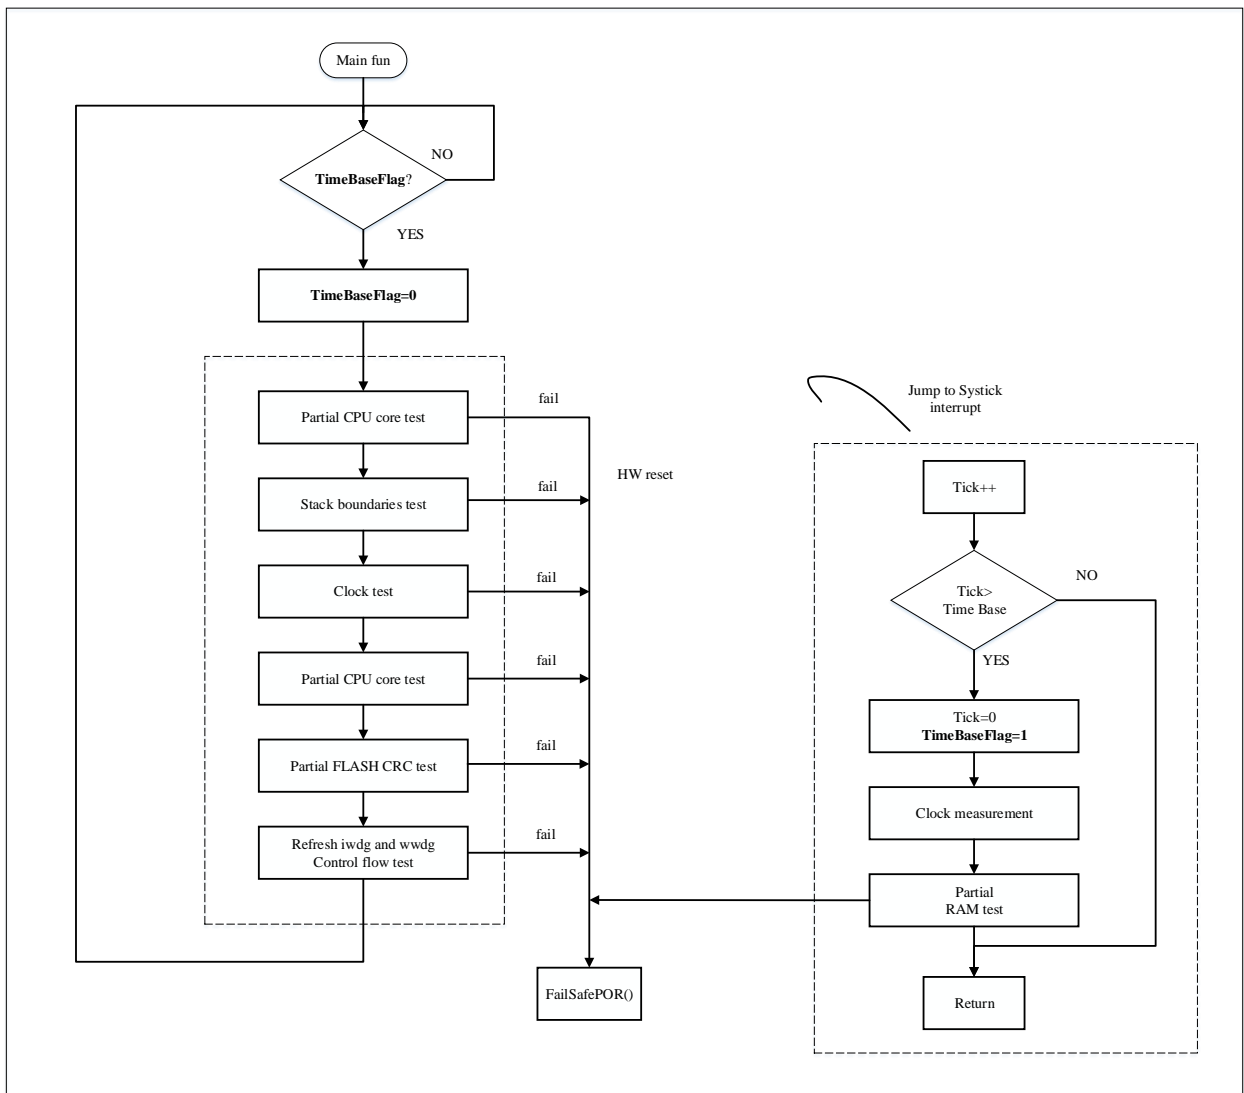 Main fun
NO
TimeBaseFlag?
YES
TimeBaseFlag=0
Partial CPU core test
fail
Stack boundaries test
fail
Clock test
fail
Partial CPU core test
fail
Partial FLASH CRC test
fail
Refresh iwdg and wwdg
Control flow test
fail
HW reset
FailSafePOR()
Jump to Systick
interrupt
Tick++
Tick>
Time Base
NO
YES
Tick=0
TimeBaseFlag=1
Clock measurement
Partial
RAM test
Return